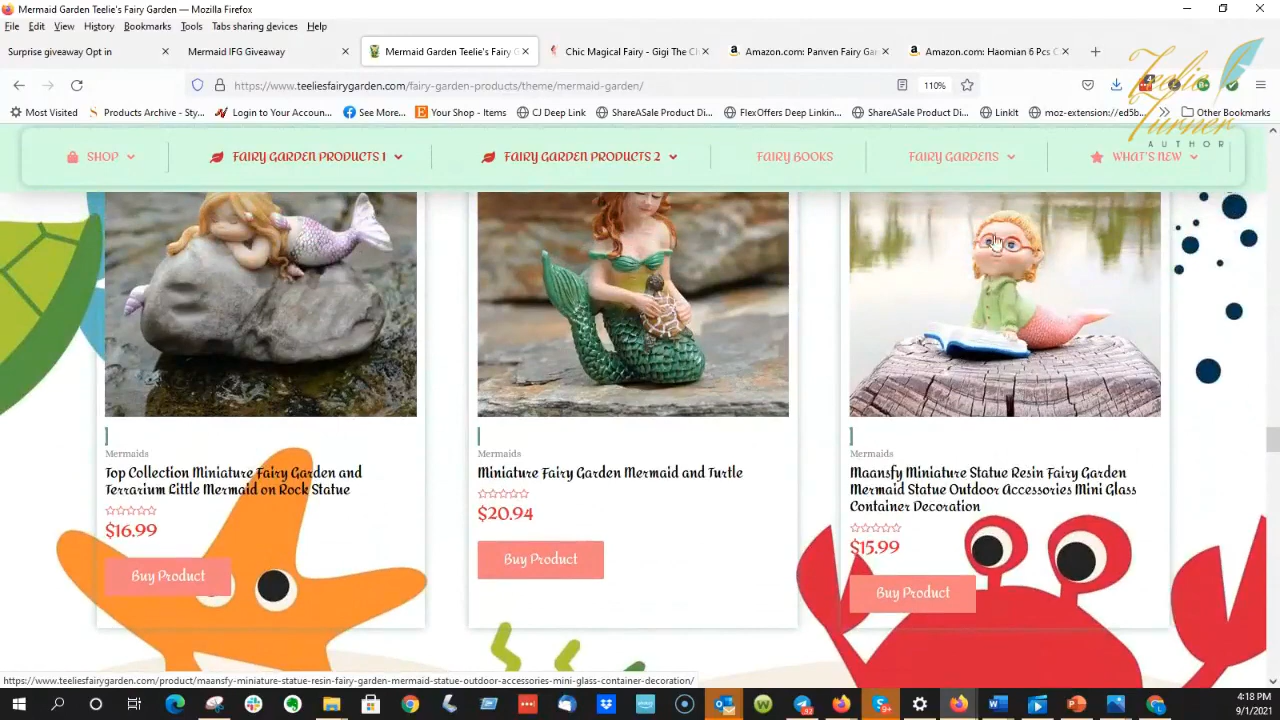 Mermaid Garden Teelie's Fairy Garden — Mozilla Firefox
File Edit View History Bookmarks Tools Tabs sharing devices Help
Surprise giveaway Opt in
Mermaid IFG Giveaway
Mermaid Garden Teelie's Fairy G
Chic Magical Fairy - Gigi The Ch
Amazon.com: Panven Fairy Gar
Amazon.com: Haomian 6 Pcs C
https://www.teeliesfairygarden.com/fairy-garden-products/theme/mermaid-garden/
110%
Most Visited
Products Archive - Sty...
Login to Your Accoun...
See More...
Your Shop - Items
CJ Deep Link
ShareASale Product Di...
FlexOffers Deep Linkin...
ShareASale Product Di...
LinkIt
moz-extension://ed5b...
Other Bookmarks
Teelie
Turner
AUTHOR
SHOP
FAIRY GARDEN PRODUCTS 1
FAIRY GARDEN PRODUCTS 2
FAIRY BOOKS
FAIRY GARDENS
WHAT'S NEW
Mermaids
Top Collection Miniature Fairy Garden and
Terrarium Little Mermaid on Rock Statue
$16.99
Buy Product
Mermaids
Miniature Fairy Garden Mermaid and Turtle
$20.94
Buy Product
Mermaids
Maansfy Miniature Statue Resin Fairy Garden
Mermaid Statue Outdoor Accessories Mini Glass
Container Decoration
$15.99
Buy Product
https://www.teeliesfairygarden.com/product/maansfy-miniature-statue-resin-fairy-garden-mermaid-statue-outdoor-accessories-mini-glass-container-decoration/
4:18 PM
9/1/2021